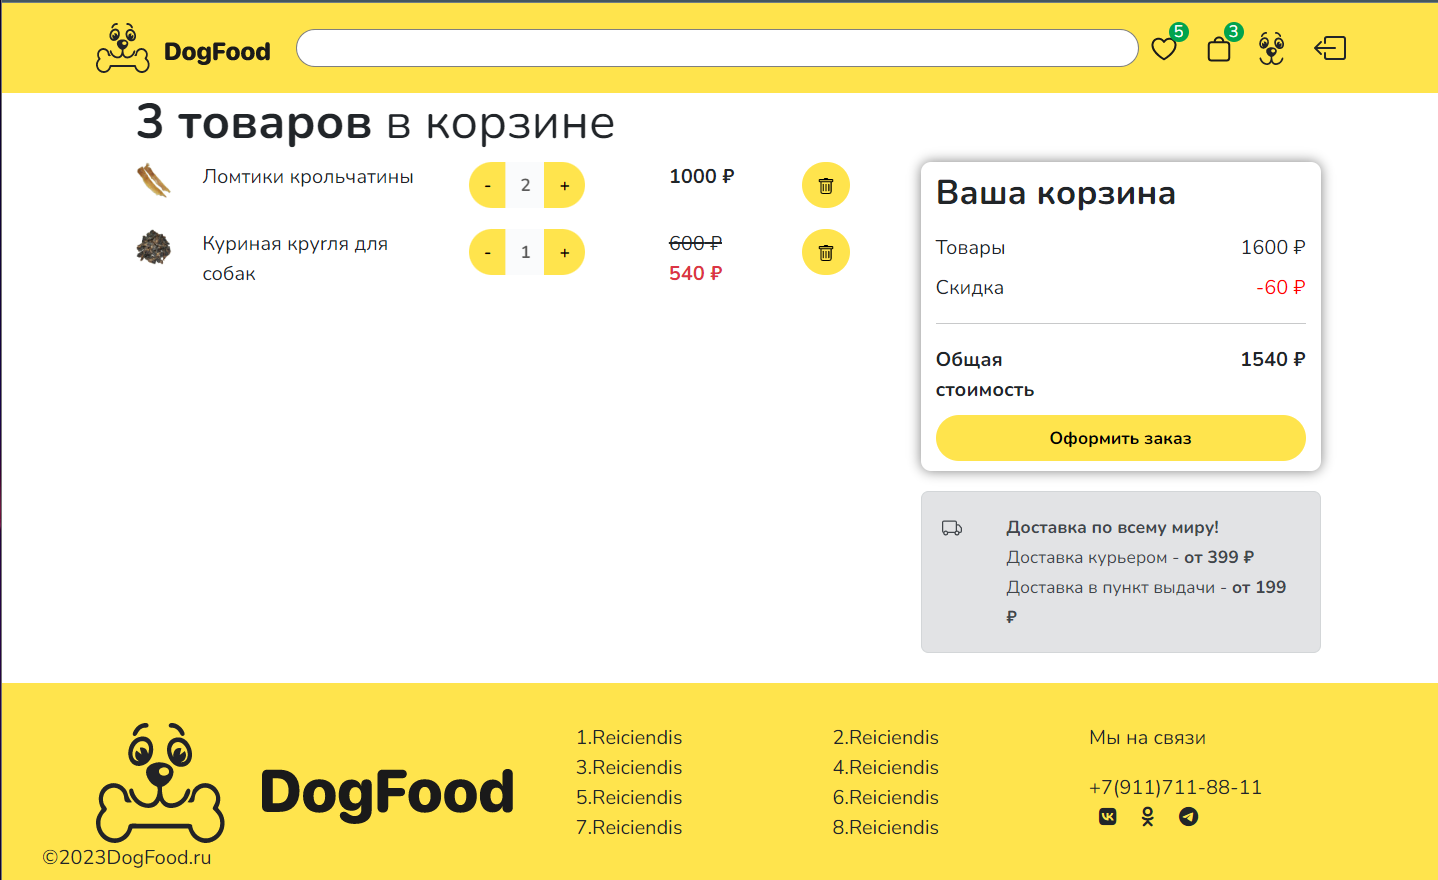 DogFood
5
3
3 товаров в корзине
Ломтики крольчатины
- 2 +
1000 ₽
Куриная круголя для
собак
- 1 +
600 ₽
540 ₽
Ваша корзина
Товары 1600 ₽
Скидка -60 ₽
Общая
стоимость
1540 ₽
Оформить заказ
Доставка по всему миру!
Доставка курьером - от 399 ₽
Доставка в пункт выдачи - от 199
₽
DogFood
©2023DogFood.ru
1.Reiciendis 2.Reiciendis
3.Reiciendis 4.Reiciendis
5.Reiciendis 6.Reiciendis
7.Reiciendis 8.Reiciendis
Мы на связи
+7(911)711-88-11